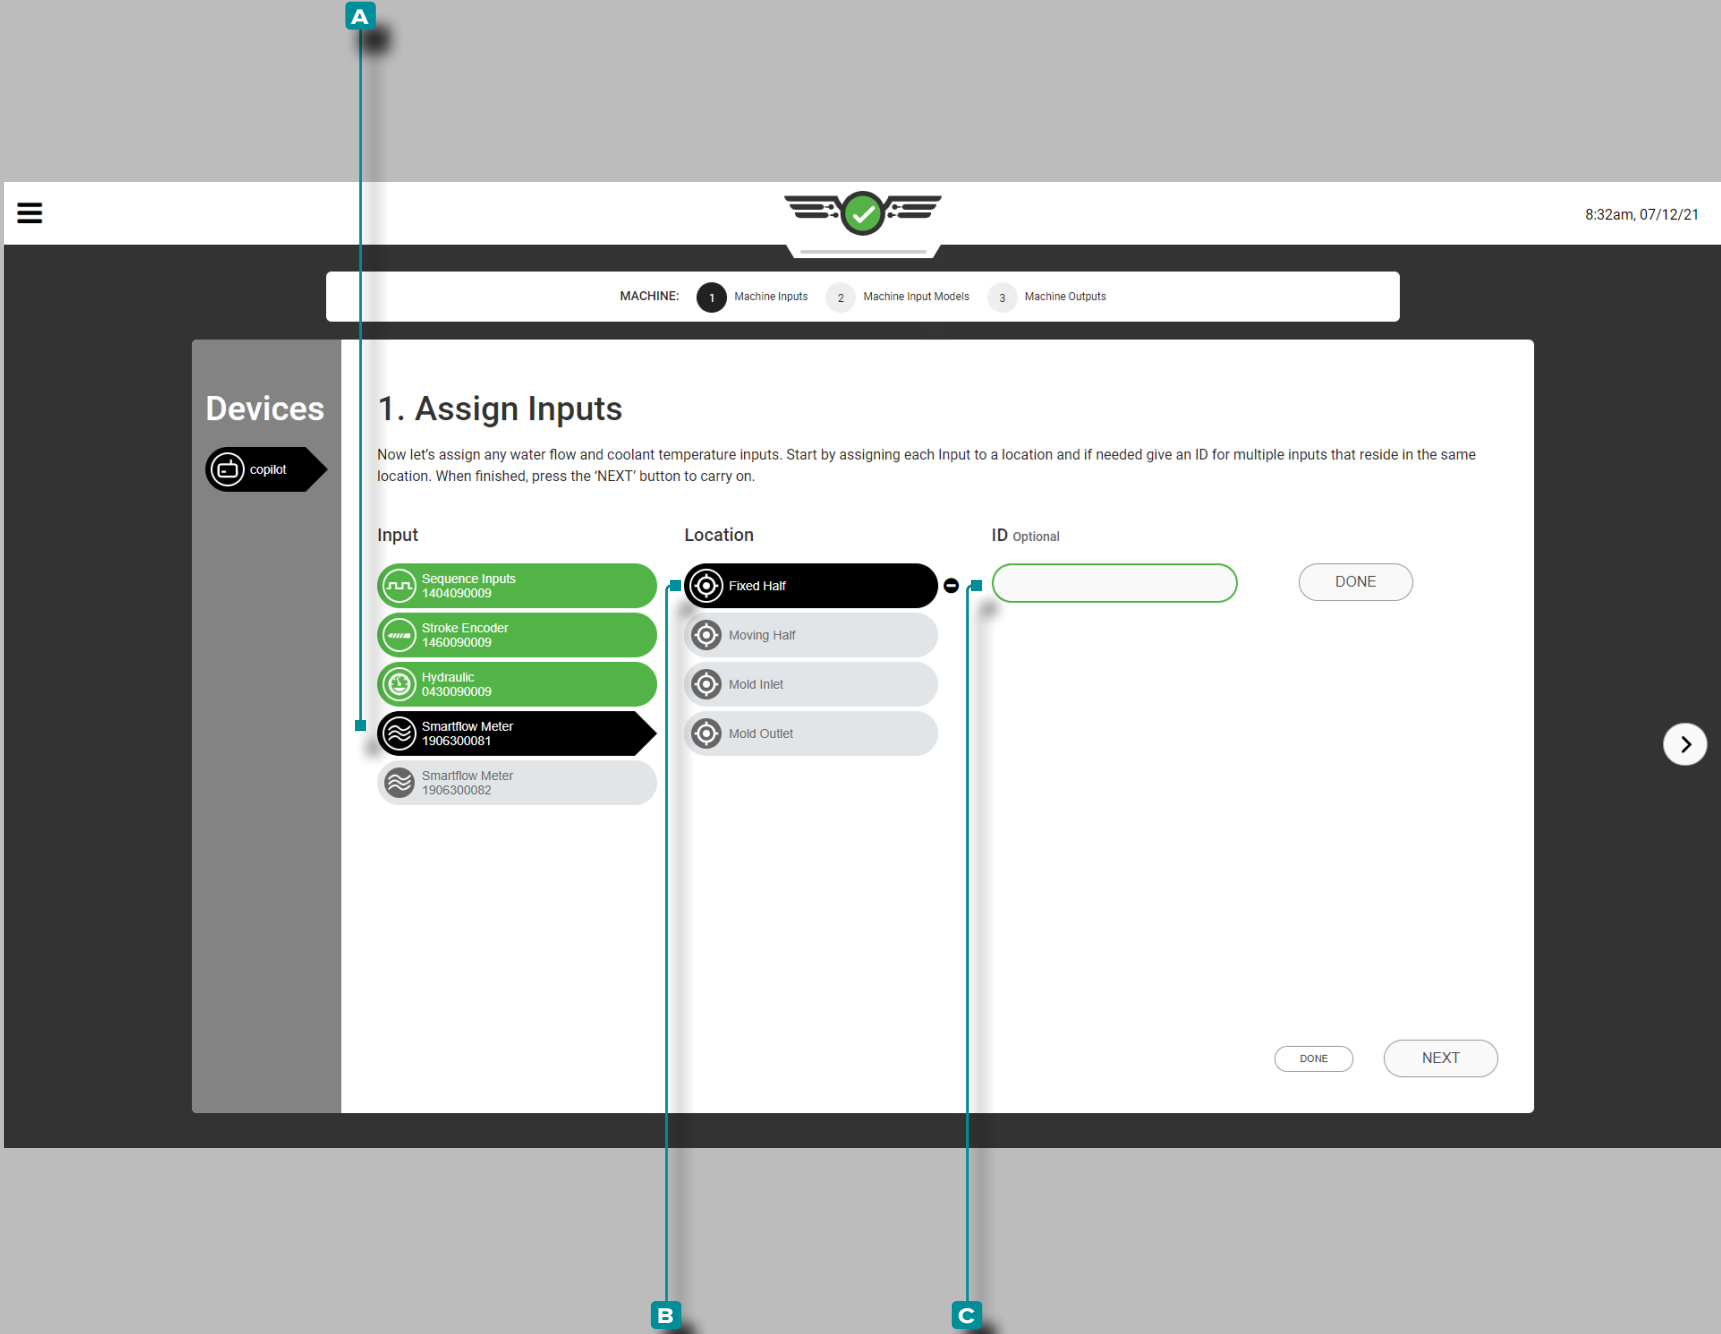 A
8:32am, 07/12/21
MACHINE: 1 Machine Inputs 2 Machine Input Models 3 Machine Outputs
Devices
copilot
1. Assign Inputs
Now let's assign any water flow and coolant temperature inputs. Start by assigning each Input to a location and if needed give an ID for multiple inputs that reside in the same
location. When finished, press the ‘NEXT’ button to carry on.
Input
Sequence Inputs
1404090009
Stroke Encoder
1460090009
Hydraulic
0430090009
Smartflow Meter
1906300081
Smartflow Meter
1906300082
Location
Fixed Half
Moving Half
Mold Inlet
Mold Outlet
ID Optional
DONE
DONE
NEXT
B
C